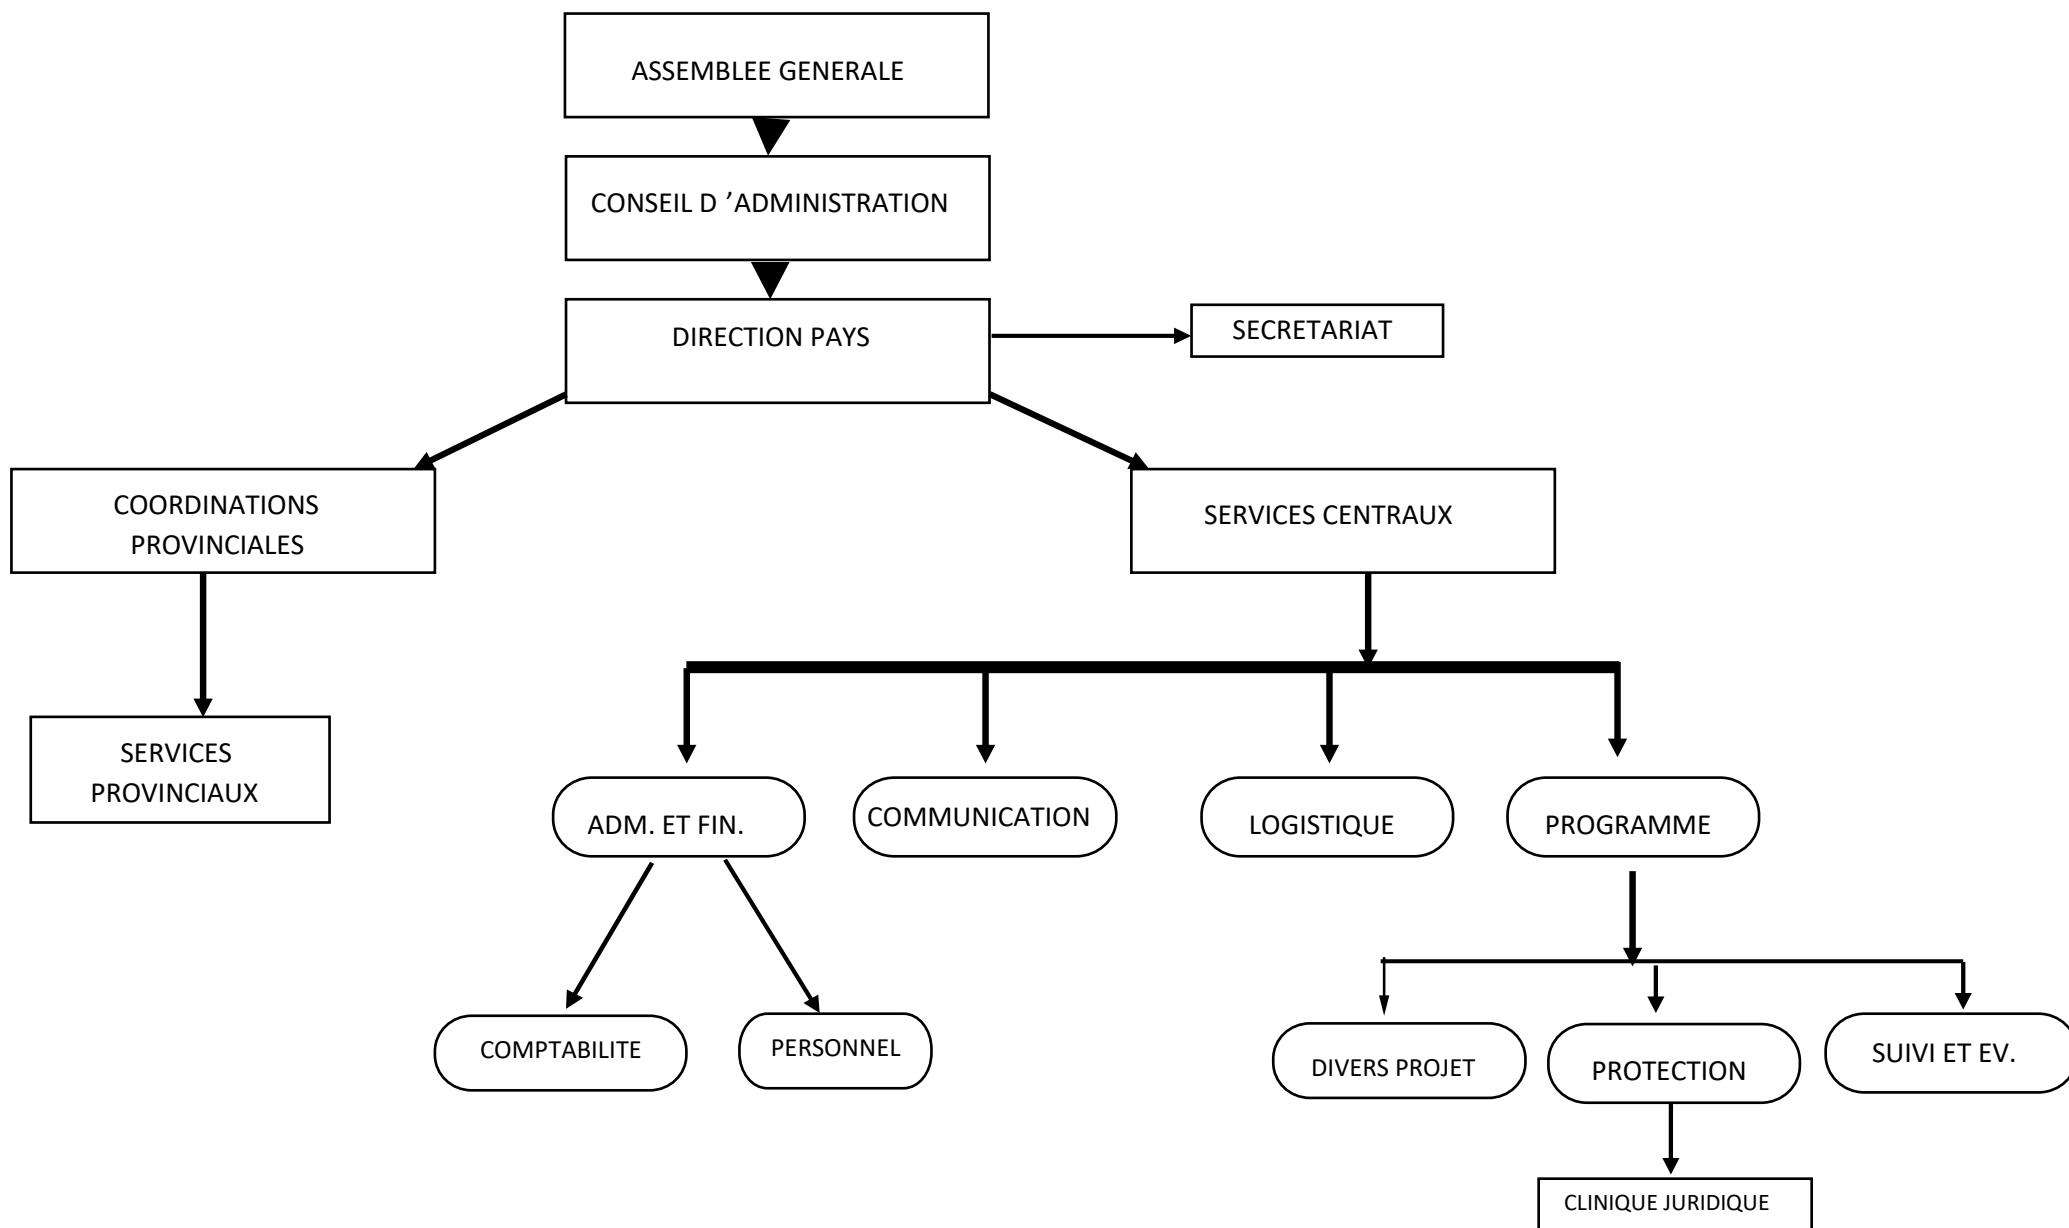 ASSEMBLEE GENERALE
CONSEIL D ’ADMINISTRATION
DIRECTION PAYS
SECRETARIAT
COORDINATIONS
PROVINCIALES
SERVICES CENTRAUX
SERVICES
PROVINCIAUX
ADM. ET FIN.
COMMUNICATION
LOGISTIQUE
PROGRAMME
COMPTABILITE
PERSONNEL
DIVERS PROJET
PROTECTION
SUIVI ET EV.
CLINIQUE JURIDIQUE